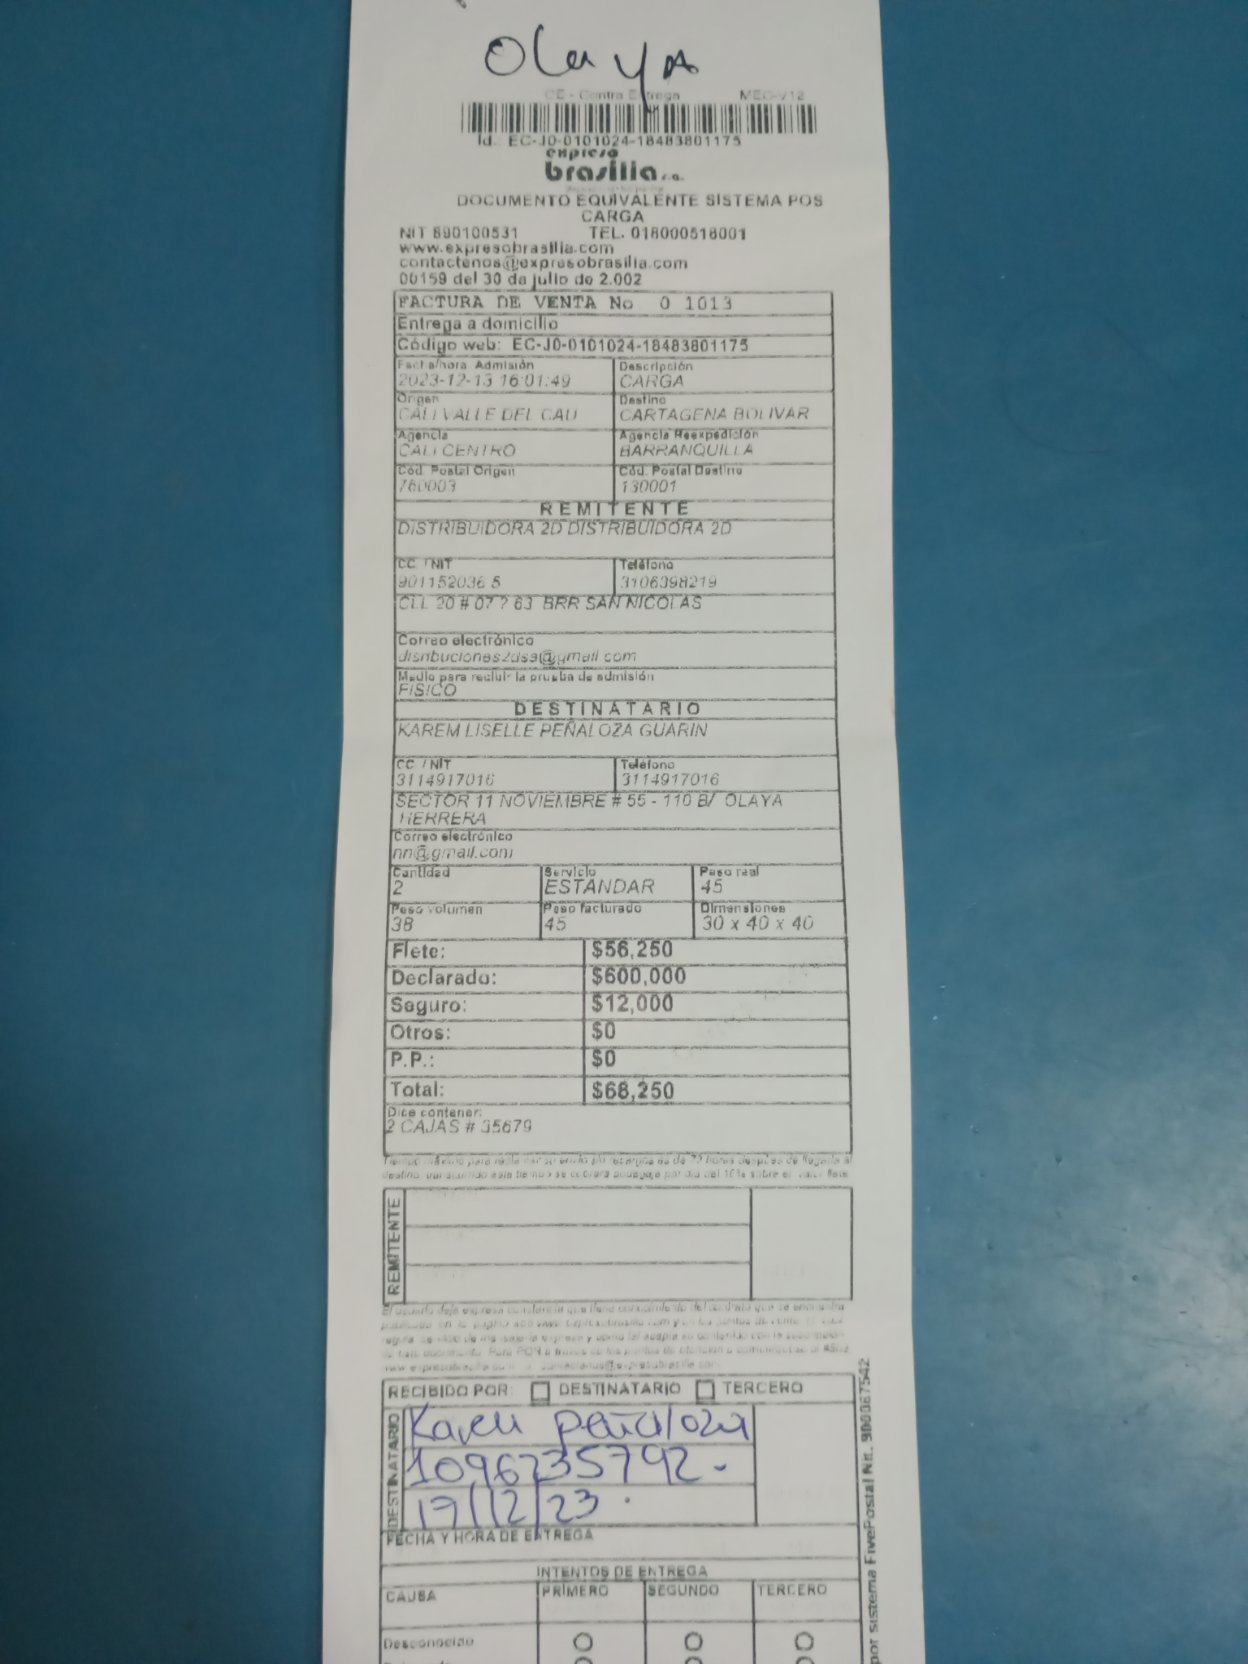 Olaya
CE - Contra Entrega MEC-V12
Id.: EC-J0-0101024-18483801175
expreso
brasilia s.a.
DOCUMENTO EQUIVALENTE SISTEMA POS
CARGA
NIT 890100531 TEL. 018000518001
www.expresobrasilia.com
contactenos@expresobrasilia.com
00159 del 30 de julio de 2.002
FACTURA DE VENTA No 0 1013
Entrega a domicilio
Código web: EC-J0-0101024-18483801175
Fecha/hora Admisión Descripción
2023-12-13 16:01:49 CARGA
Origen Destino
CALI VALLE DEL CAU CARTAGENA BOLIVAR
Agencia Agencia Reexpedición
CALI CENTRO BARRANQUILLA
Cód. Postal Origen Cód. Postal Destino
760003 130001
REMITENTE
DISTRIBUIDORA 2D DISTRIBUIDORA 2D
CC / NIT Teléfono
901152036 5 3106398219
CLL 20 # 07 ? 63 BRR SAN NICOLAS
Correo electrónico
disribuciones2dsa@gmail com
Medio para recibir la prueba de admisión
FISICO
DESTINATARIO
KAREM LISELLE PEÑALOZA GUARIN
CC / NIT Teléfono
3114917016 3114917016
SECTOR 11 NOVIEMBRE # 55 - 110 B/ OLAYA
HERRERA
Correo electrónico
nn@gmail.com
Cantidad Servicio Peso real
2 ESTANDAR 45
Peso volumen Peso facturado Dimensiones
38 45 30 x 40 x 40
Flete: $56,250
Declarado: $600,000
Seguro: $12,000
Otros: $0
P.P.: $0
Total: $68,250
Dice contener:
2 CAJAS # 35679
REMITENTE
RECIBIDO POR: DESTINATARIO TERCERO
DESTINATARIO
Karen peñaloza
1096235792.
17/12/23.
FECHA Y HORA DE ENTREGA
INTENTOS DE ENTREGA
CAUSA PRIMERO SEGUNDO TERCERO
Desconocido
por sistema FivePostal Nit. 900067542